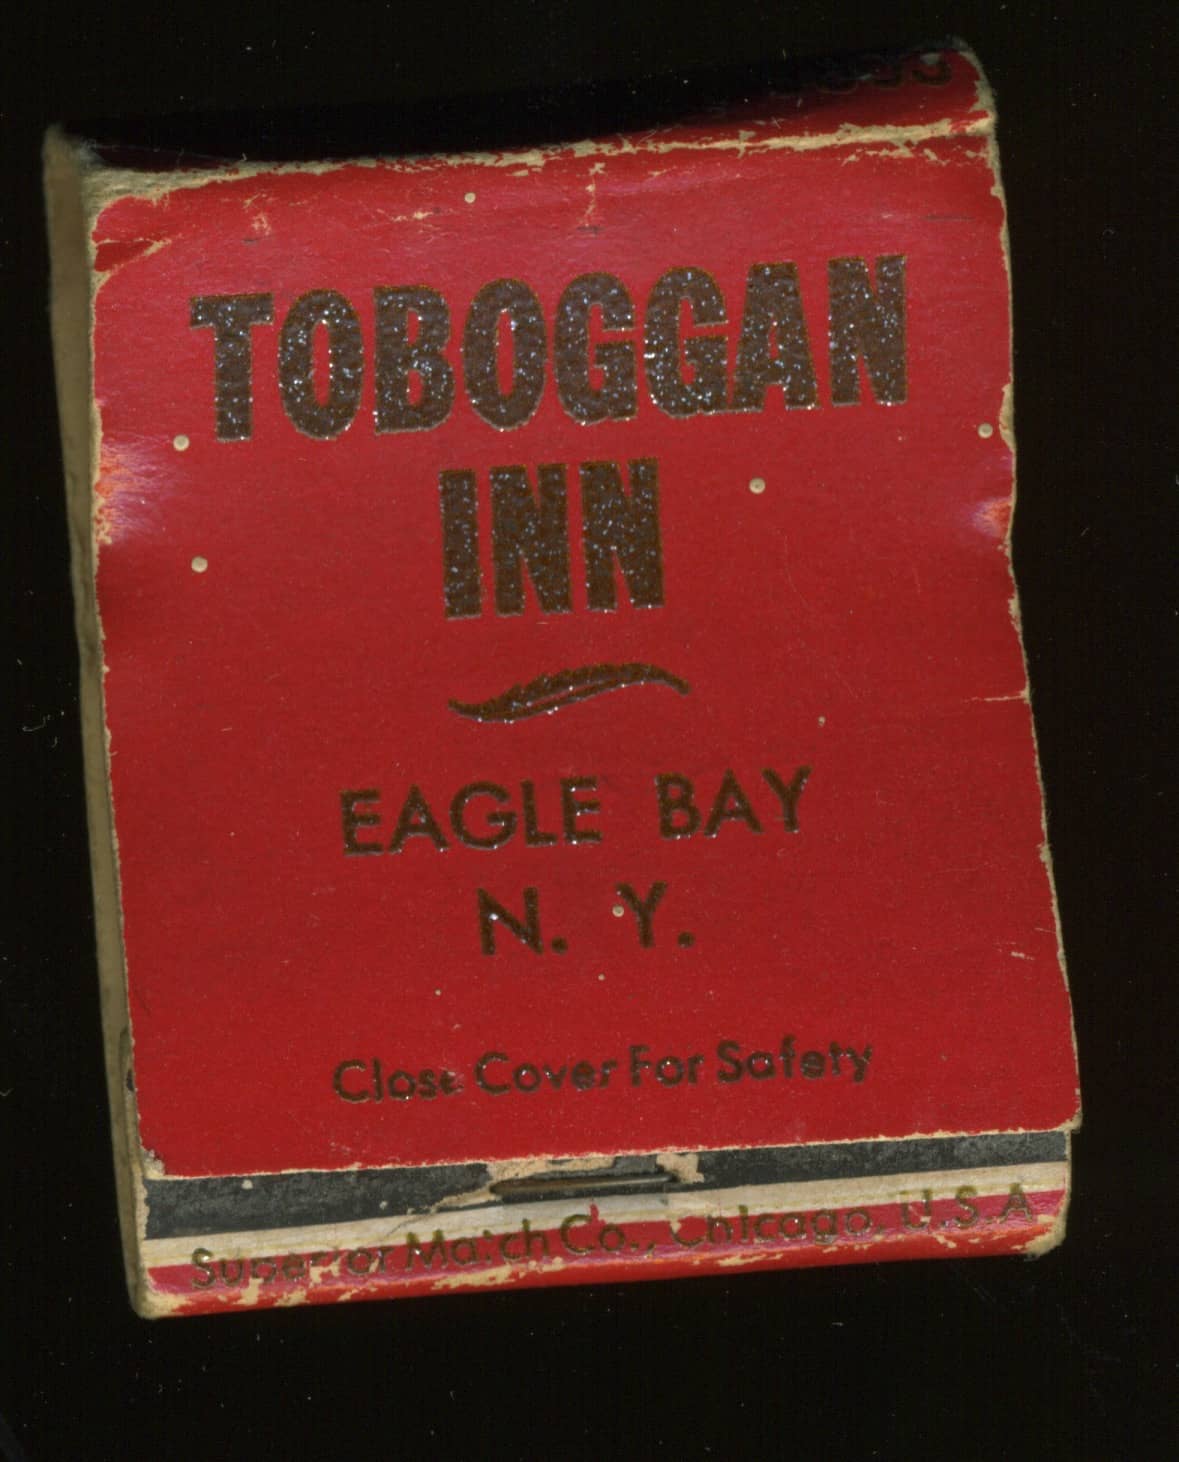 TOBOGGAN
INN
EAGLE BAY
N. Y.
Close Cover For Safety
Superior Match Co., Chicago, U.S.A